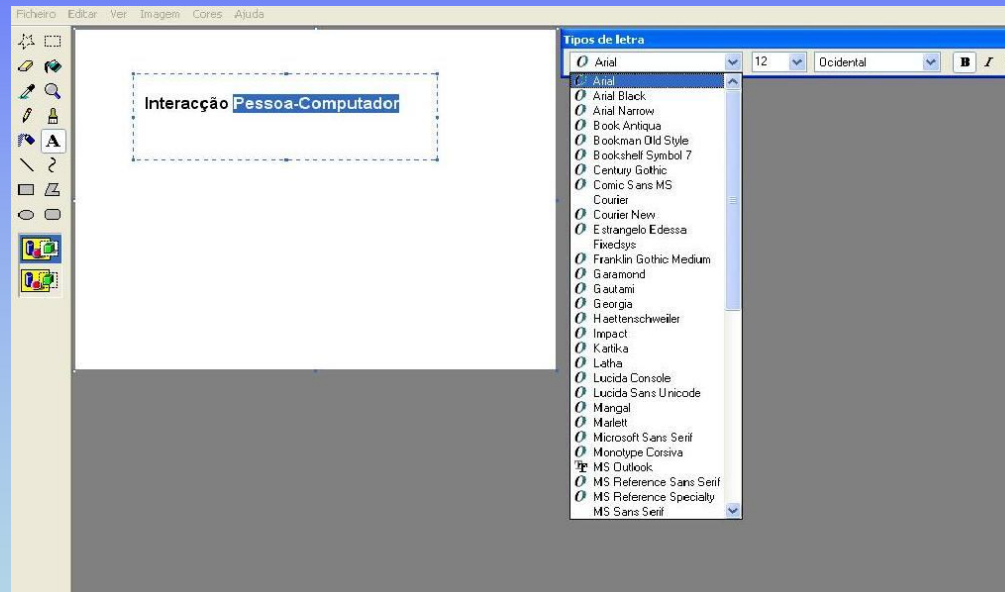 Ficheiro Editar Ver Imagem Cores Ajuda
Tipos de letra
Arial 12 Ocidental B I
A
Interacção Pessoa-Computador
Arial
Arial Black
Arial Narrow
Book Antiqua
Bookman Old Style
Bookshelf Symbol 7
Century Gothic
Comic Sans MS
Courier
Courier New
Estrangelo Edessa
Fixedsys
Franklin Gothic Medium
Garamond
Gautami
Georgia
Haettenschweiler
Impact
Kartika
Latha
Lucida Console
Lucida Sans Unicode
Mangal
Marlett
Microsoft Sans Serif
Monotype Corsiva
MS Outlook
MS Reference Sans Serif
MS Reference Specialty
MS Sans Serif